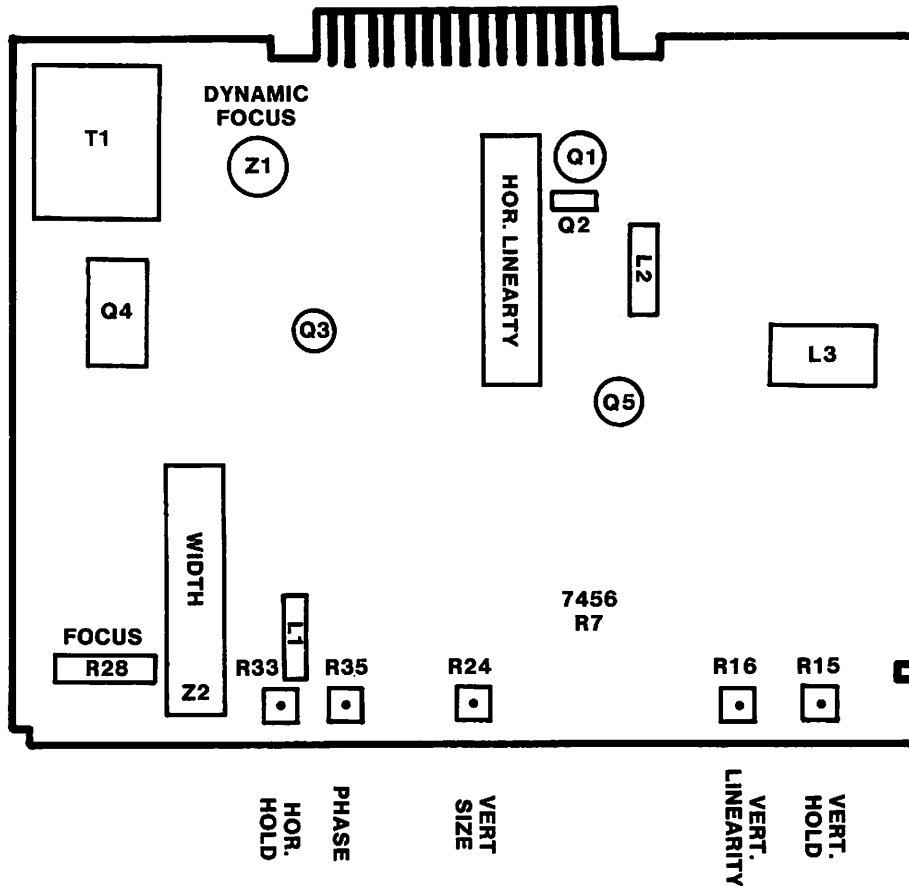 DYNAMIC
FOCUS
T1
Z1
Q1
HOR. LINEARTY
Q2
L2
Q4
Q3
L3
Q5
WIDTH
7456
R7
L1
FOCUS
R28
Z2
R33
R35
R24
R16
R15
HOR.
HOLD
PHASE
VERT
SIZE
VERT.
LINEARITY
VERT.
HOLD